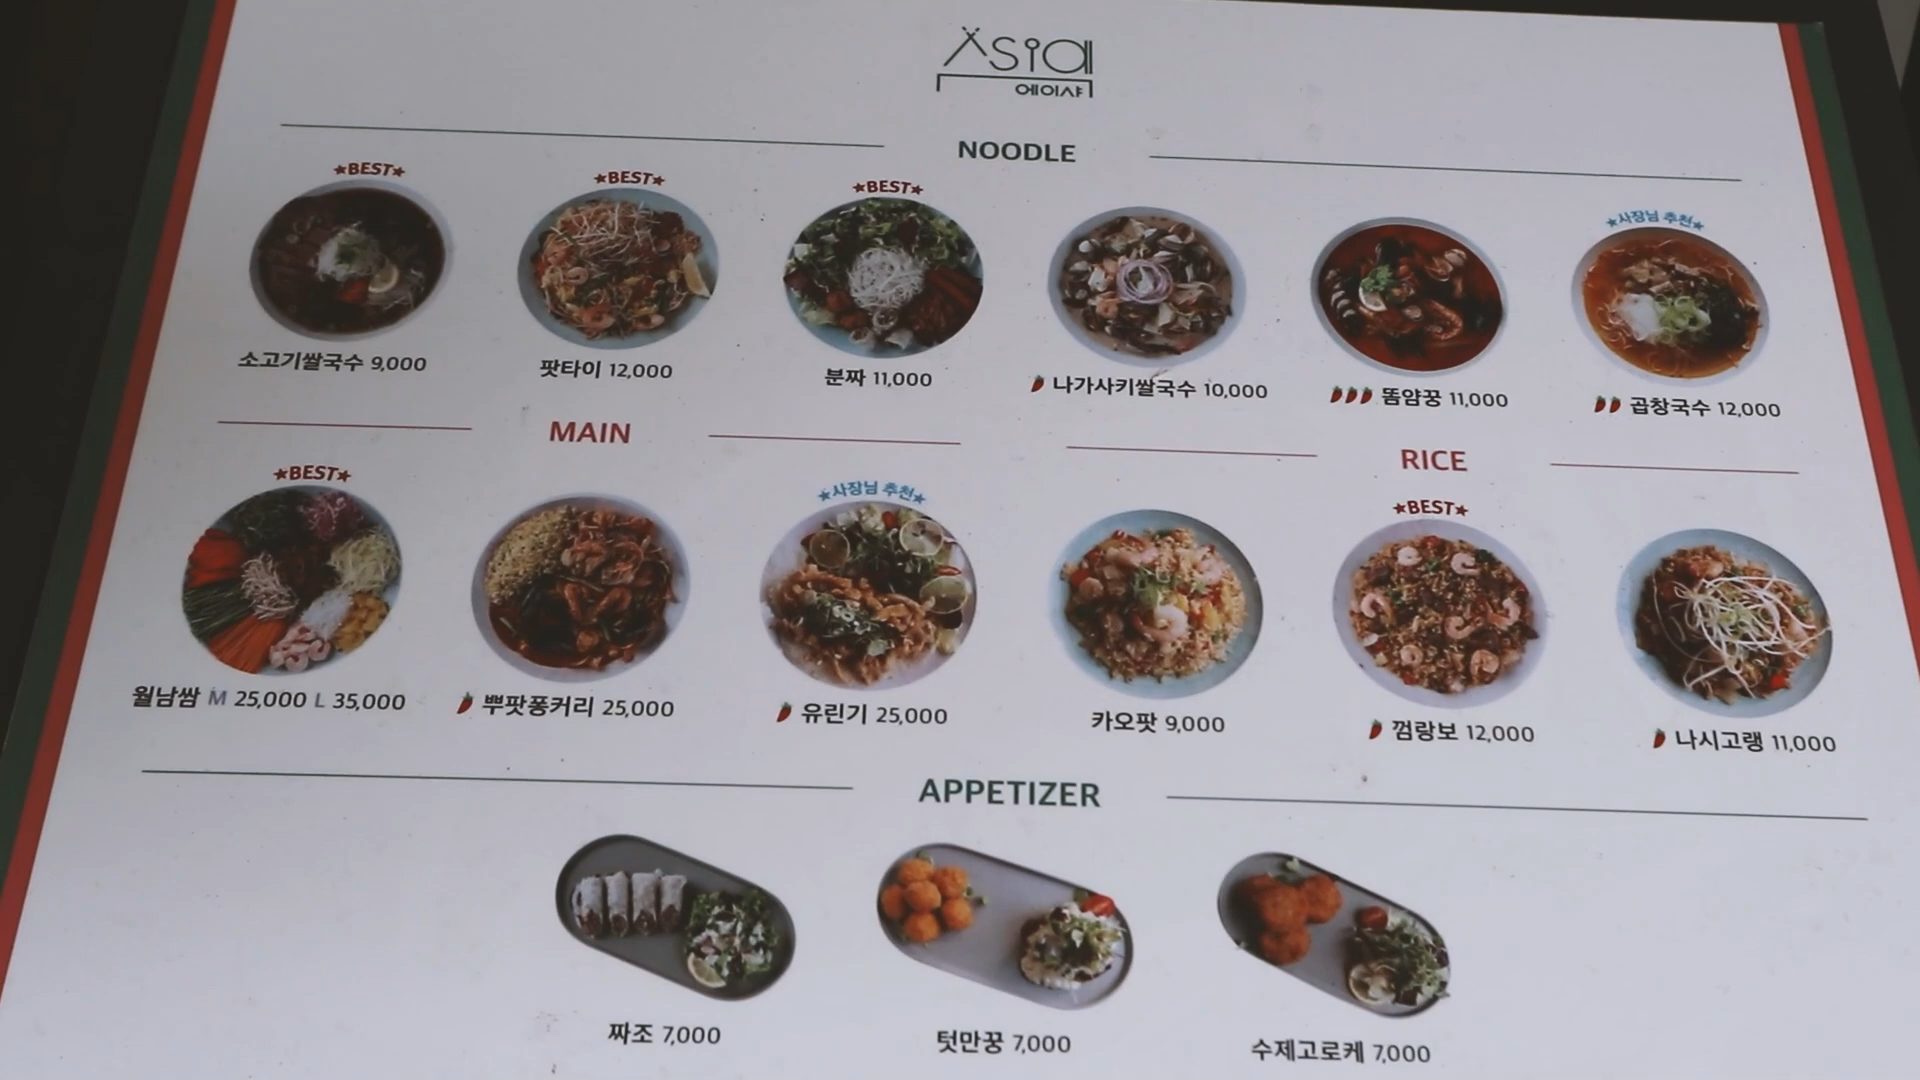 Asia
에이샤
NOODLE
★BEST★
★BEST★
★BEST★
★사장님 추천★
소고기쌀국수 9,000
팟타이 12,000
분짜 11,000
나가사키쌀국수 10,000
똠얌꿍 11,000
곱창국수 12,000
MAIN
RICE
★BEST★
★사장님 추천★
★BEST★
월남쌈 M 25,000 L 35,000
뿌팟퐁커리 25,000
유린기 25,000
카오팟 9,000
껌랑보 12,000
나시고랭 11,000
APPETIZER
짜조 7,000
텃만꿍 7,000
수제고로케 7,000